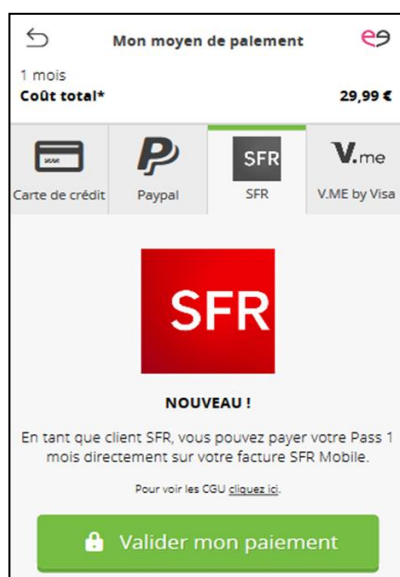 Mon moyen de paiement
1 mois
Coût total*
29,99 €
VISA
SFR
V.me
Carte de crédit
Paypal
SFR
V.ME by Visa
SFR
NOUVEAU !
En tant que client SFR, vous pouvez payer votre Pass 1
mois directement sur votre facture SFR Mobile.
Pour voir les CGU cliquez ici.
Valider mon paiement